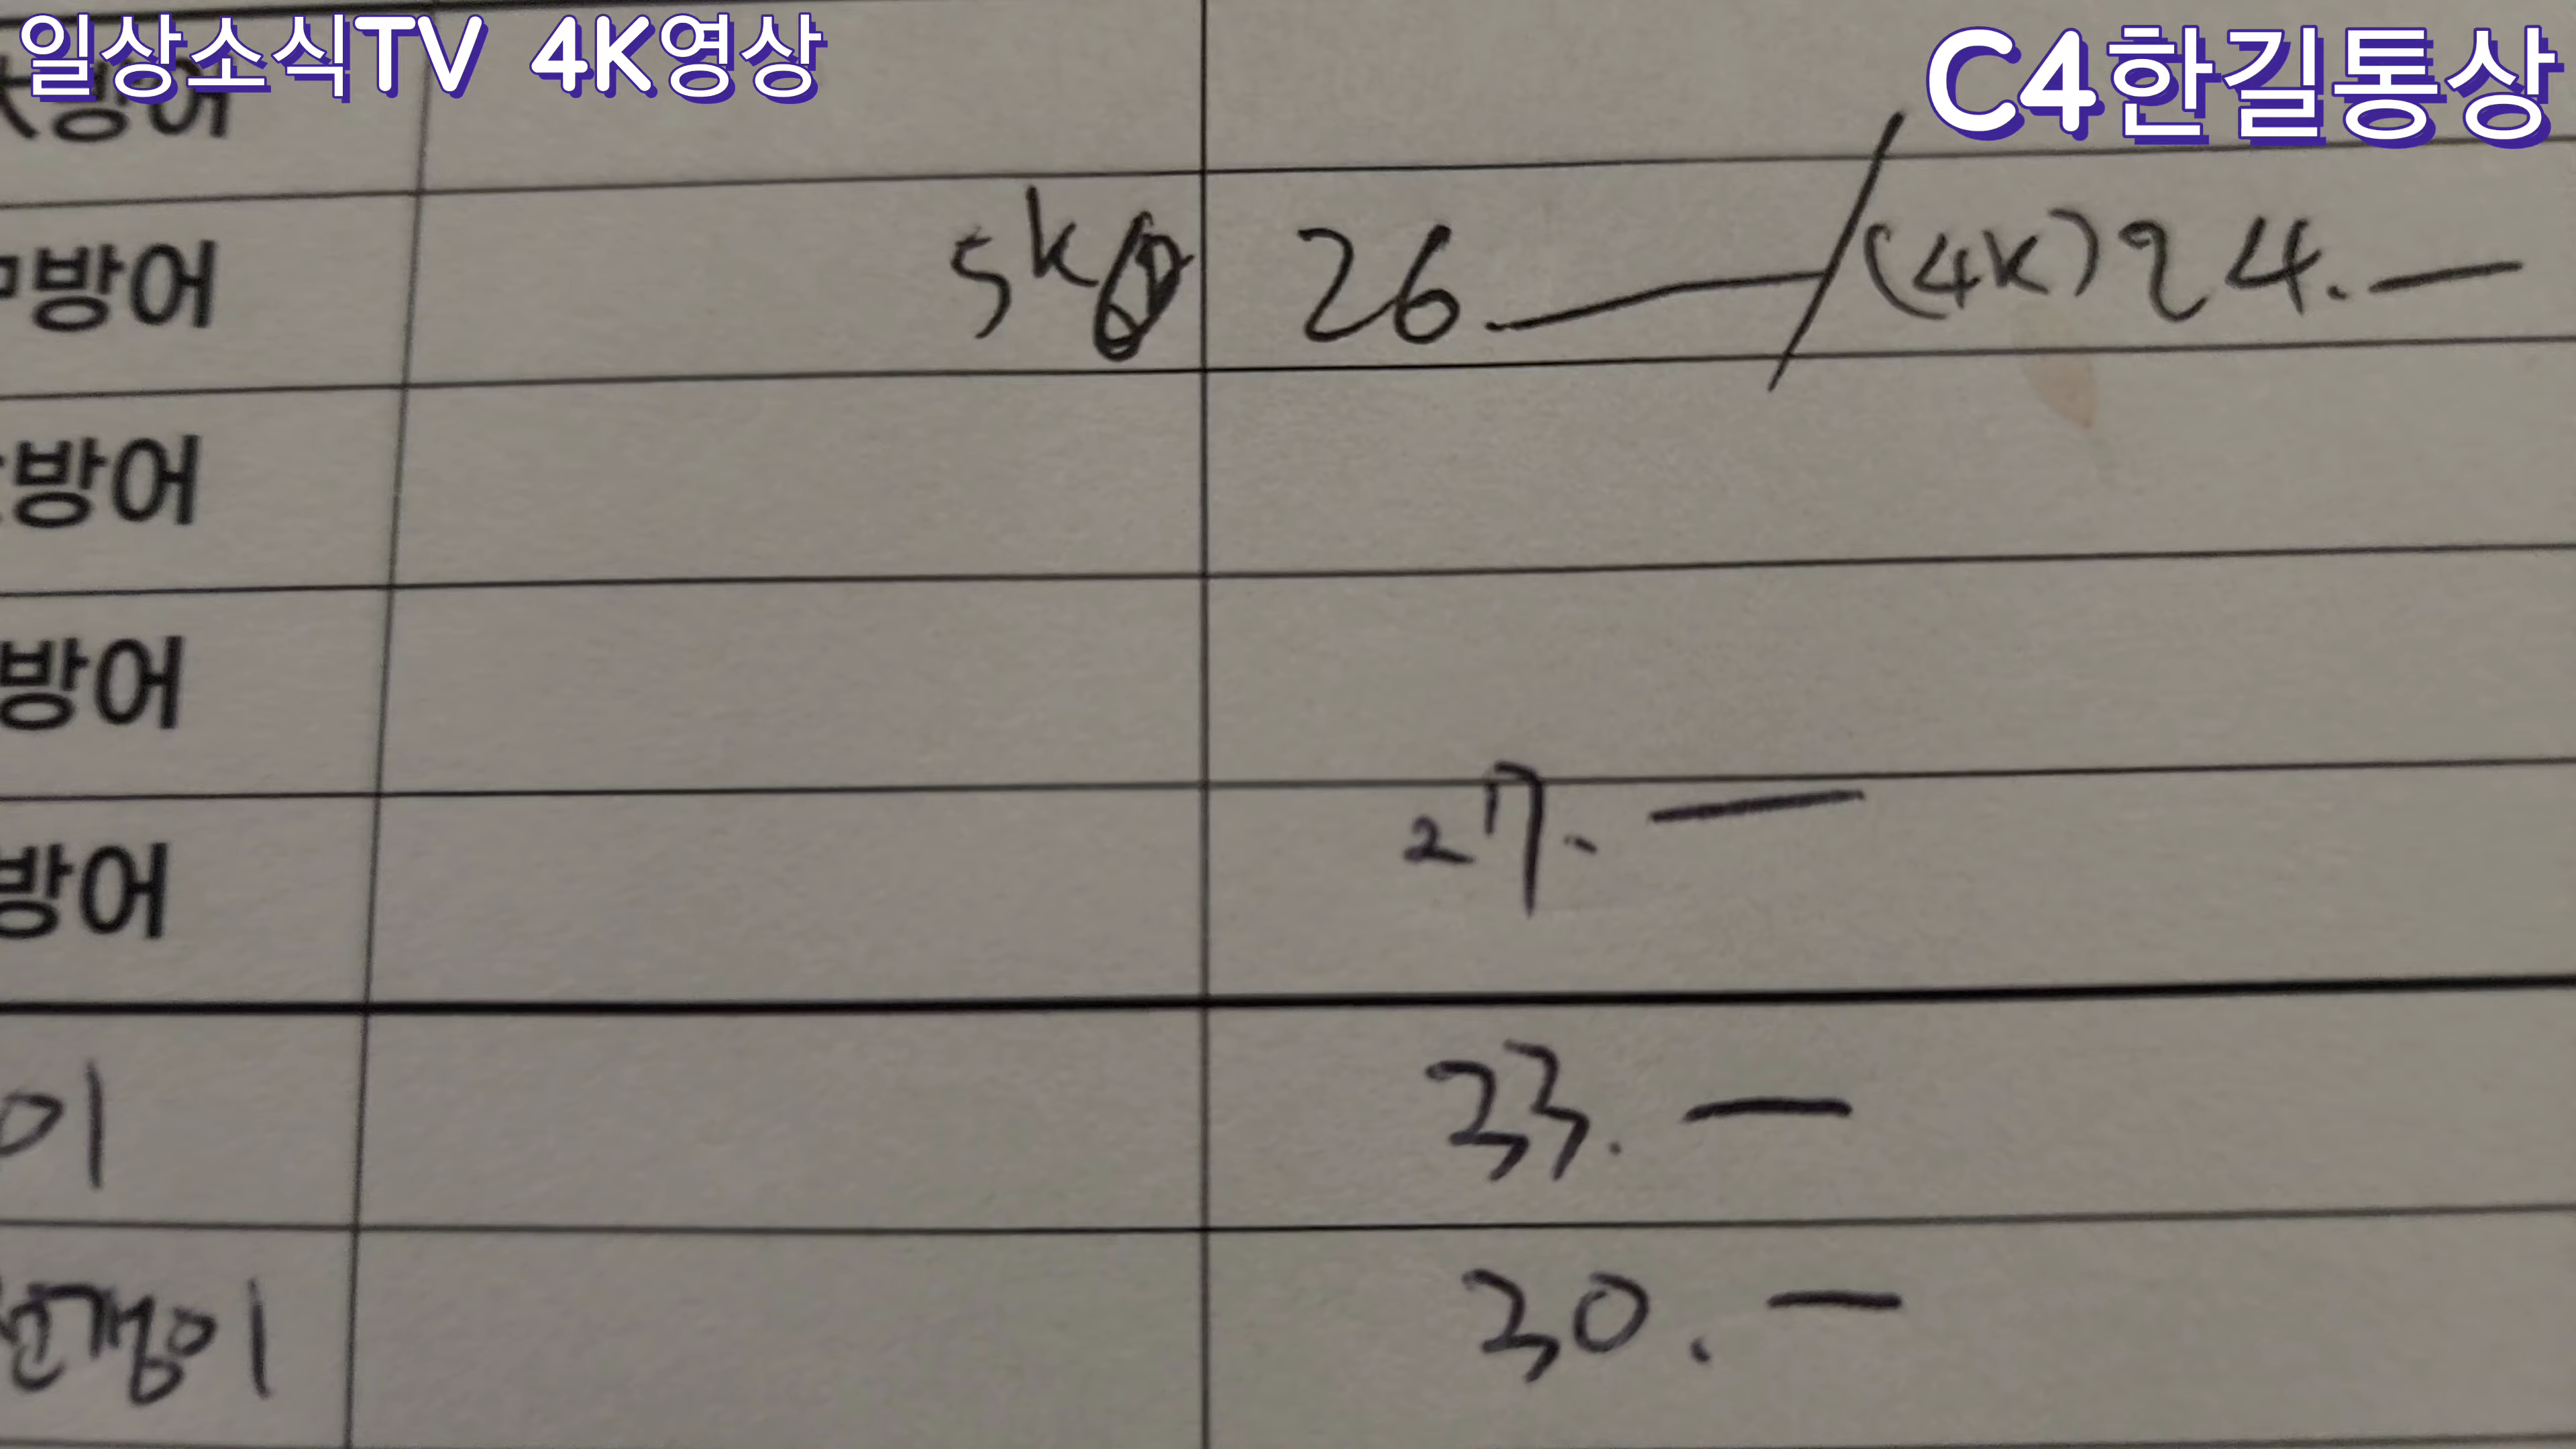 일상소식TV 4K영상
C4한길통상
방어
방어 5kg 26.— / (4K) 24.—
방어
방어
방어 27.—
이 33.—
30.—